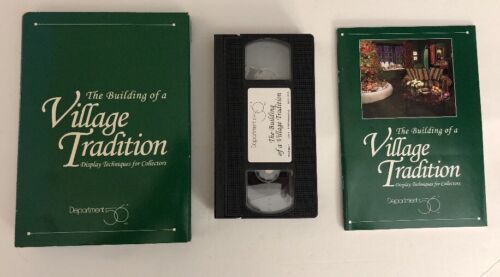 The Building of a
Village
Tradition
Display Techniques for Collectors
Department 56
Department 56
The Building
of a Village Tradition
The Building of a
Village
Tradition
Display Techniques for Collectors
Department 56